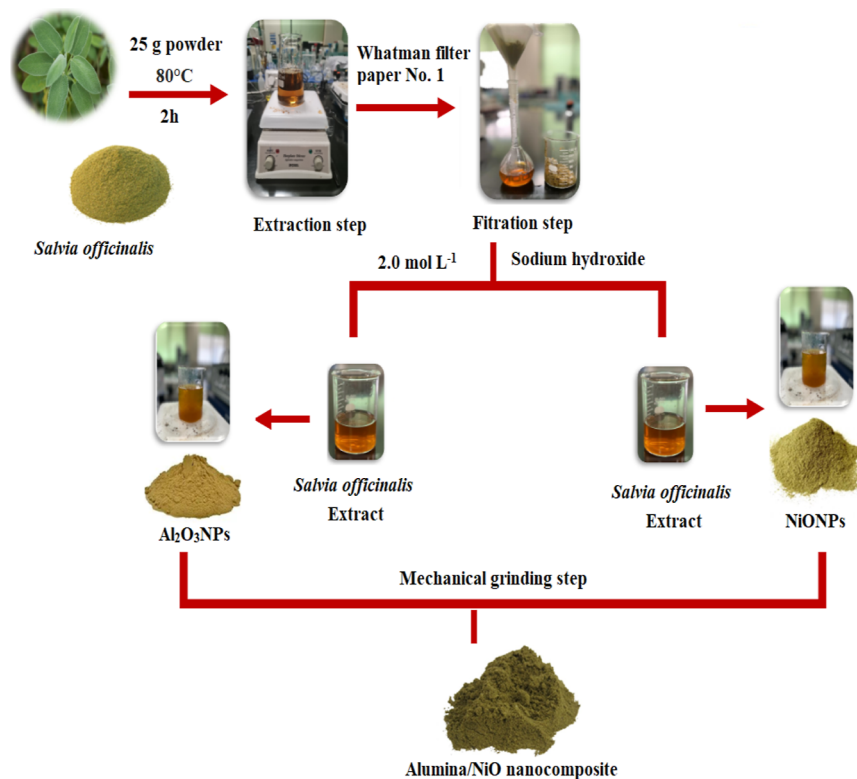 25 g powder
80°C
2h
Whatman filter
paper No. 1
Salvia officinalis
Extraction step
Fitration step
2.0 mol L⁻¹
Sodium hydroxide
Salvia officinalis
Extract
Salvia officinalis
Extract
Al₂O₃NPs
NiONPs
Mechanical grinding step
Alumina/NiO nanocomposite